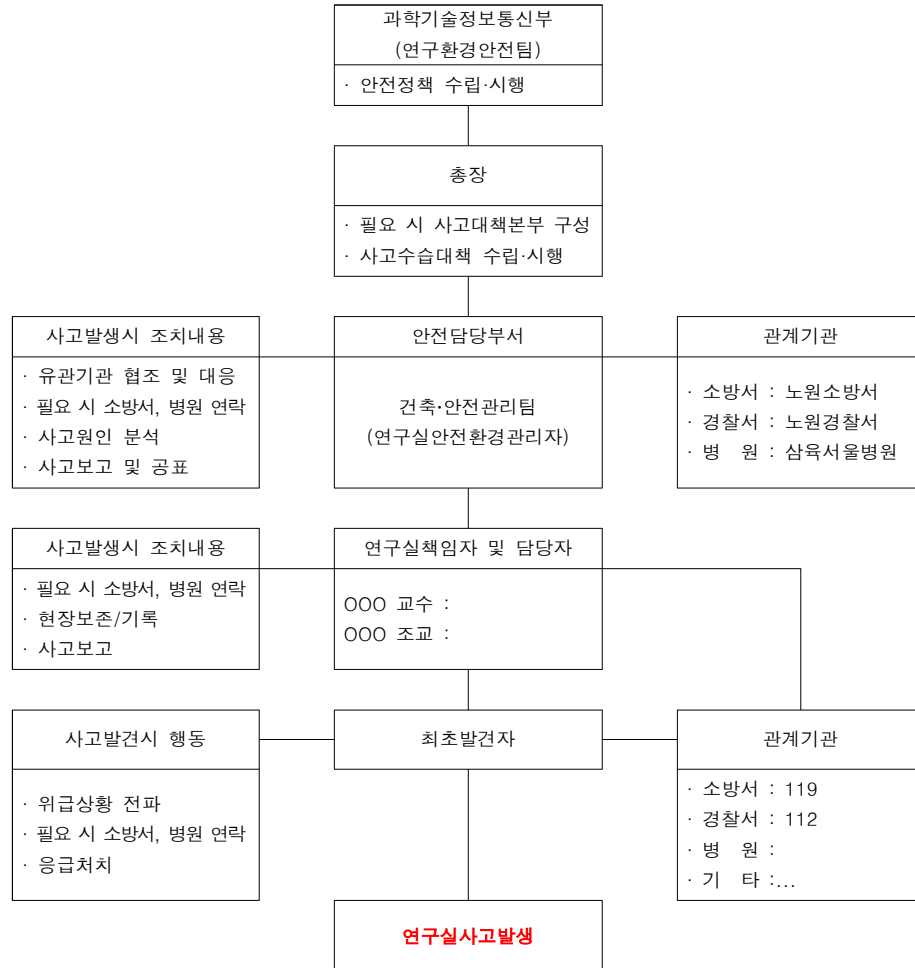 과학기술정보통신부
(연구환경안전팀)
· 안전정책 수립·시행
총장
· 필요 시 사고대책본부 구성
· 사고수습대책 수립·시행
사고발생시 조치내용
· 유관기관 협조 및 대응
· 필요 시 소방서, 병원 연락
· 사고원인 분석
· 사고보고 및 공표
안전담당부서
건축·안전관리팀
(연구실안전환경관리자)
관계기관
· 소방서 : 노원소방서
· 경찰서 : 노원경찰서
· 병 원 : 삼육서울병원
사고발생시 조치내용
· 필요 시 소방서, 병원 연락
· 현장보존/기록
· 사고보고
연구실책임자 및 담당자
OOO 교수 :
OOO 조교 :
사고발견시 행동
· 위급상황 전파
· 필요 시 소방서, 병원 연락
· 응급처치
최초발견자
관계기관
· 소방서 : 119
· 경찰서 : 112
· 병 원 :
· 기 타 :...
연구실사고발생